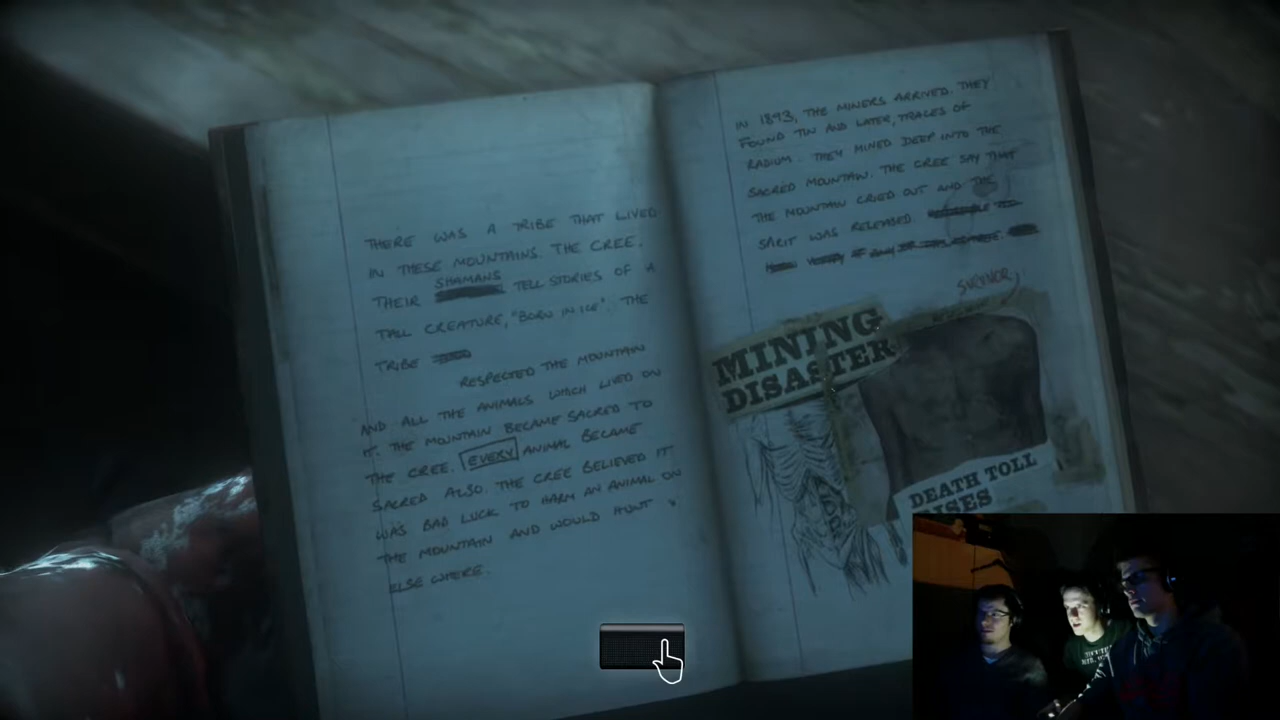 THERE WAS A TRIBE THAT LIVED
IN THESE MOUNTAINS. THE CREE.
SHAMANS
THEIR TELL STORIES OF A
TALL CREATURE, "BORN IN ICE". THE
TRIBE
RESPECTED THE MOUNTAIN
AND ALL THE ANIMALS WHICH LIVED ON
IT. THE MOUNTAIN BECAME SACRED TO
THE CREE. EVERY ANIMAL BECAME
SACRED ALSO. THE CREE BELIEVED IT
WAS BAD LUCK TO HARM AN ANIMAL ON
THE MOUNTAIN AND WOULD HUNT
ELSE WHERE.
IN 1893, THE MINERS ARRIVED. THEY
FOUND TIN AND LATER, TRACES OF
RADIUM. THEY MINED DEEP INTO THE
SACRED MOUNTAIN. THE CREE SAY THAT
THE MOUNTAIN CRIED OUT AND THE
SPIRIT WAS RELEASED.
SURVIVOR
MINING
DISASTER
DEATH TOLL